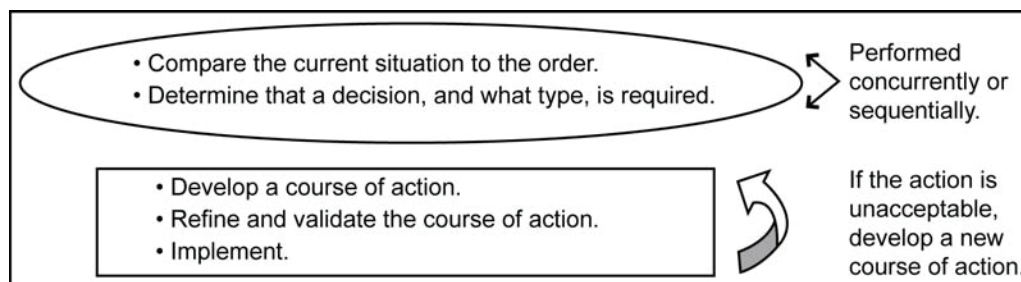 • Compare the current situation to the order.
• Determine that a decision, and what type, is required.
Performed
concurrently or
sequentially.
• Develop a course of action.
• Refine and validate the course of action.
• Implement.
If the action is
unacceptable,
develop a new
course of action.